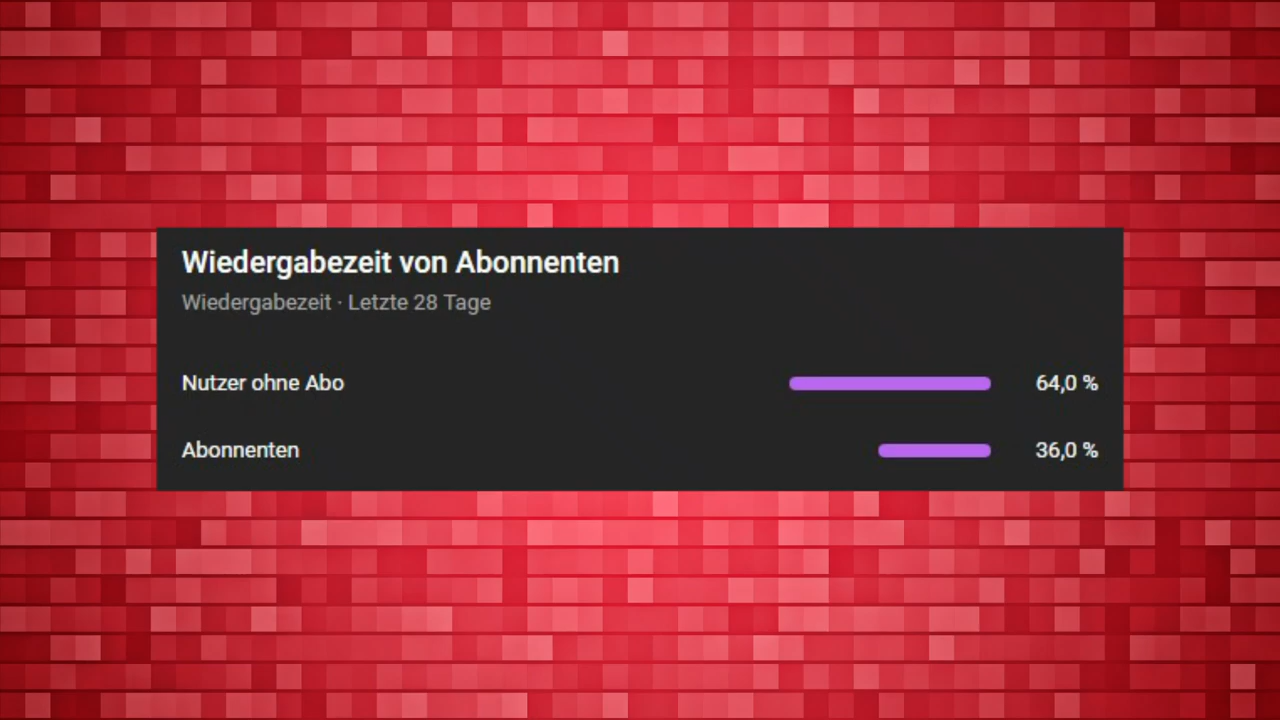 Wiedergabezeit von Abonnenten
Wiedergabezeit · Letzte 28 Tage
Nutzer ohne Abo 64,0 %
Abonnenten 36,0 %